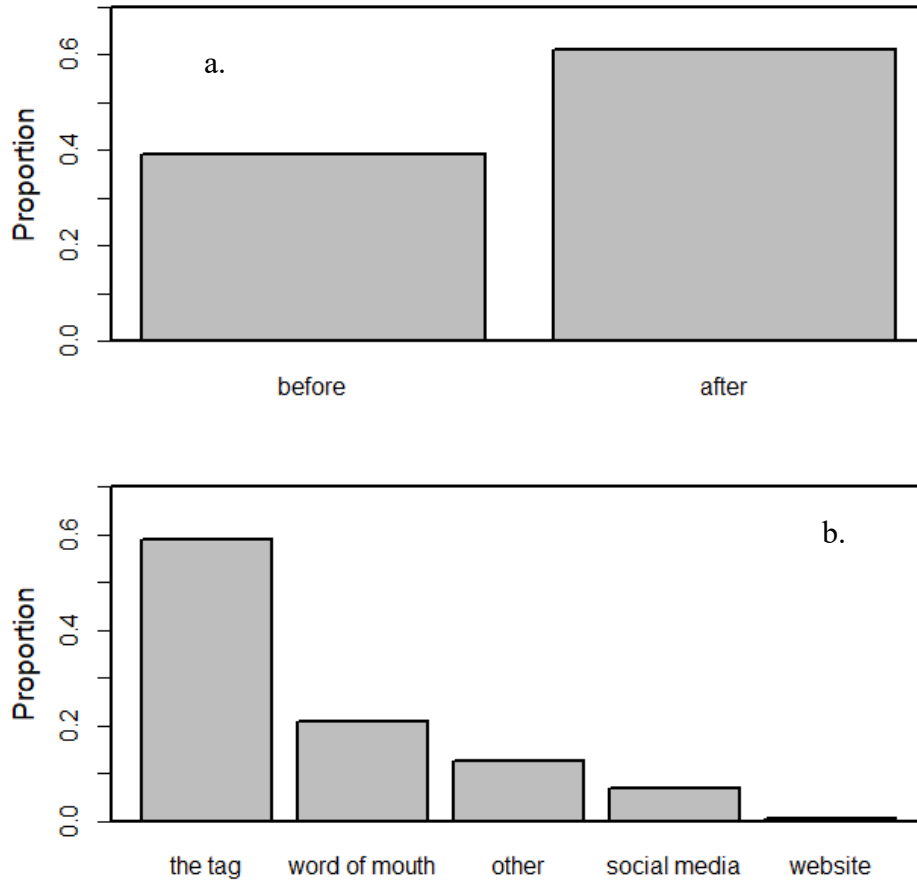 a.
Proportion
0.0 0.2 0.4 0.6
before after
b.
Proportion
0.0 0.2 0.4 0.6
the tag word of mouth other social media website